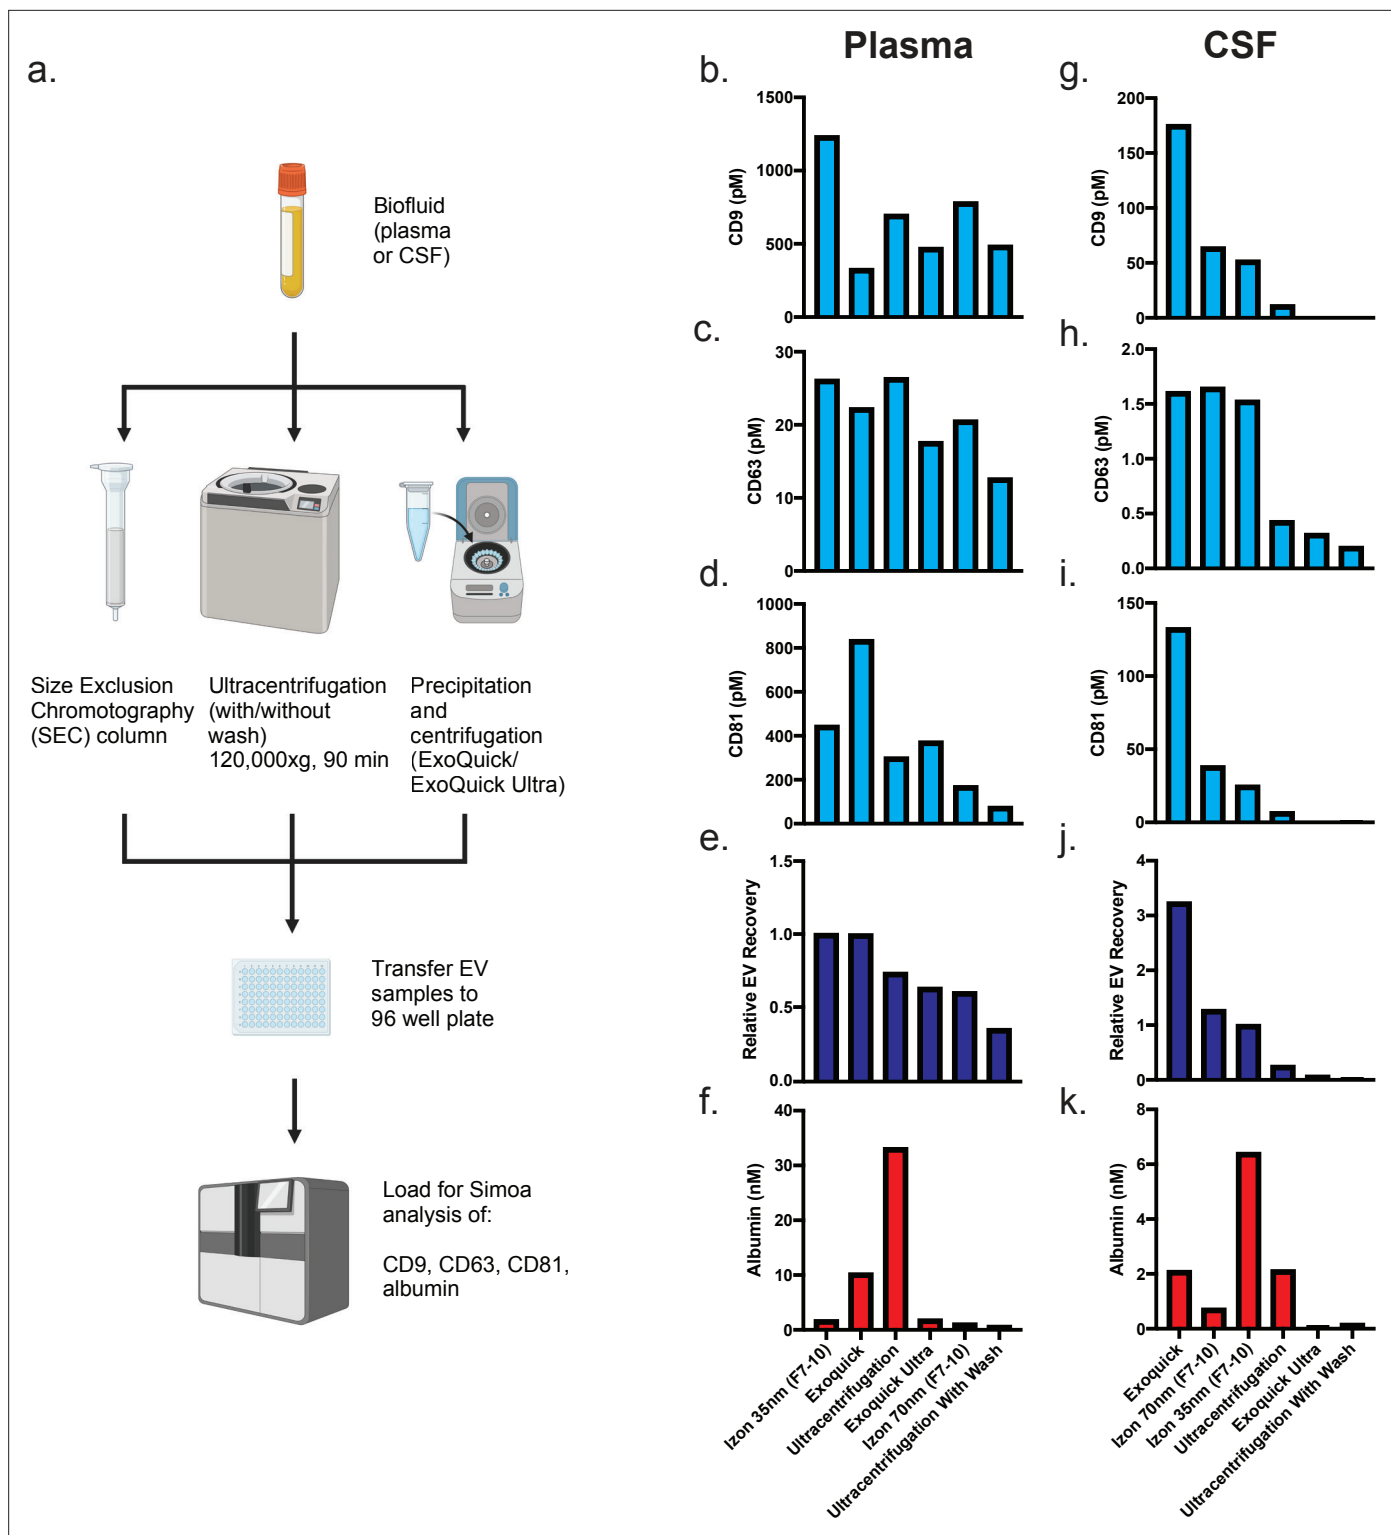 a.
Biofluid
(plasma
or CSF)
Size Exclusion
Chromotography
(SEC) column
Ultracentrifugation
(with/without
wash)
120,000xg, 90 min
Precipitation
and
centrifugation
(ExoQuick/
ExoQuick Ultra)
Transfer EV
samples to
96 well plate
Load for Simoa
analysis of:
CD9, CD63, CD81,
albumin
Plasma
b.
CD9 (pM)
1500
1000
500
0
c.
CD63 (pM)
30
20
10
0
d.
CD81 (pM)
1000
800
600
400
200
0
e.
Relative EV Recovery
1.5
1.0
0.5
0.0
f.
Albumin (nM)
40
30
20
10
0
Izon 35nm (F7-10)
Exoquick
Ultracentrifugation
Exoquick Ultra
Izon 70nm (F7-10)
Ultracentrifugation With Wash
CSF
g.
CD9 (pM)
200
150
100
50
0
h.
CD63 (pM)
2.0
1.5
1.0
0.5
0.0
i.
CD81 (pM)
150
100
50
0
j.
Relative EV Recovery
4
3
2
1
0
k.
Albumin (nM)
8
6
4
2
0
Exoquick
Izon 70nm (F7-10)
Izon 35nm (F7-10)
Ultracentrifugation
Exoquick Ultra
Ultracentrifugation With Wash